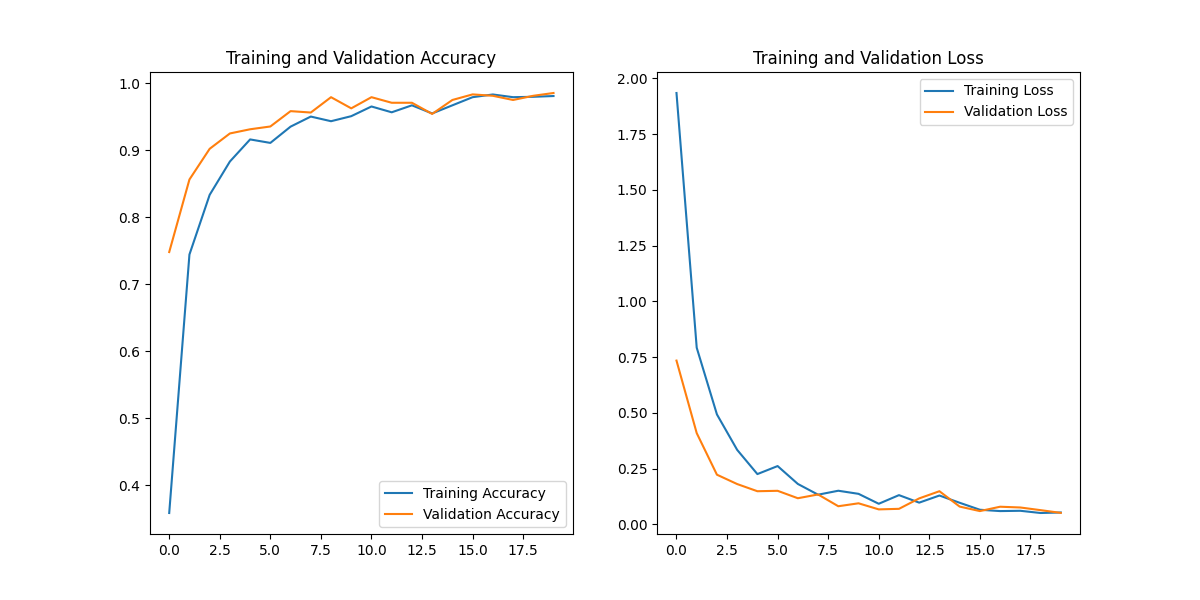 Training and Validation Accuracy
1.0
0.9
0.8
0.7
0.6
0.5
0.4
0.0 2.5 5.0 7.5 10.0 12.5 15.0 17.5
Training Accuracy
Validation Accuracy
Training and Validation Loss
2.00
1.75
1.50
1.25
1.00
0.75
0.50
0.25
0.00
0.0 2.5 5.0 7.5 10.0 12.5 15.0 17.5
Training Loss
Validation Loss